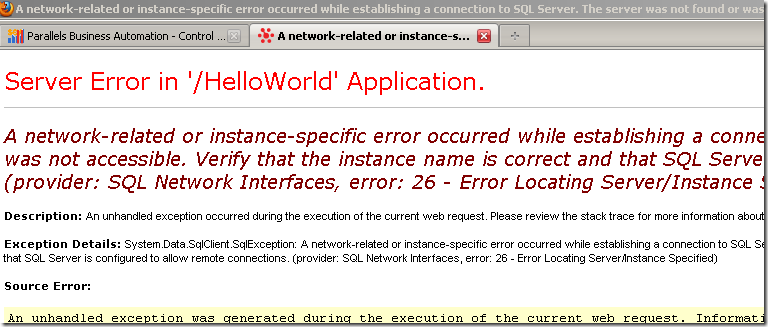 A network-related or instance-specific error occurred while establishing a connection to SQL Server. The server was not found or was
Parallels Business Automation - Control ...
A network-related or instance-s...
Server Error in '/HelloWorld' Application.
A network-related or instance-specific error occurred while establishing a conne
was not accessible. Verify that the instance name is correct and that SQL Serve
(provider: SQL Network Interfaces, error: 26 - Error Locating Server/Instance S
Description: An unhandled exception occurred during the execution of the current web request. Please review the stack trace for more information about
Exception Details: System.Data.SqlClient.SqlException: A network-related or instance-specific error occurred while establishing a connection to SQL Se
that SQL Server is configured to allow remote connections. (provider: SQL Network Interfaces, error: 26 - Error Locating Server/Instance Specified)
Source Error:
An unhandled exception was generated during the execution of the current web request. Informati